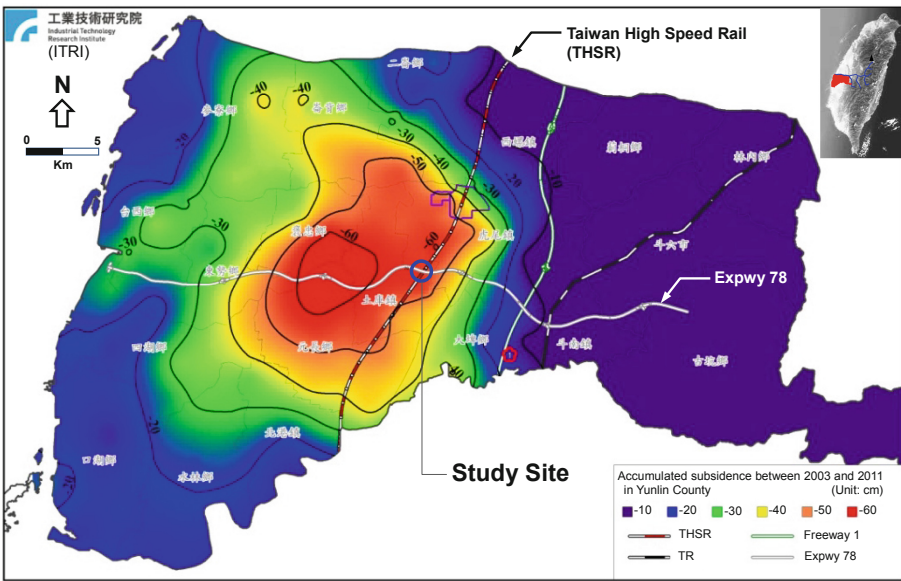 工業技術研究院
Industrial Technology
Research Institute
(ITRI)
N
0 5
Km
Taiwan High Speed Rail
(THSR)
二崙鄉
-40
-40
麥寮鄉
崙背鄉
-20
-30
西螺鎮
莿桐鄉
林內鄉
-40
-50
-20
-10
-30
台西鄉
-30
褒忠鄉
虎尾鎮
斗六市
-30
-60
-60
東勢鄉
Expwy 78
土庫鎮
四湖鄉
元長鄉
大埤鄉
斗南鎮
古坑鄉
-40
-20
北港鎮
口湖鄉
水林鄉
-20
Study Site
Accumulated subsidence between 2003 and 2011
in Yunlin County (Unit: cm)
-10 -20 -30 -40 -50 -60
THSR Freeway 1
TR Expwy 78